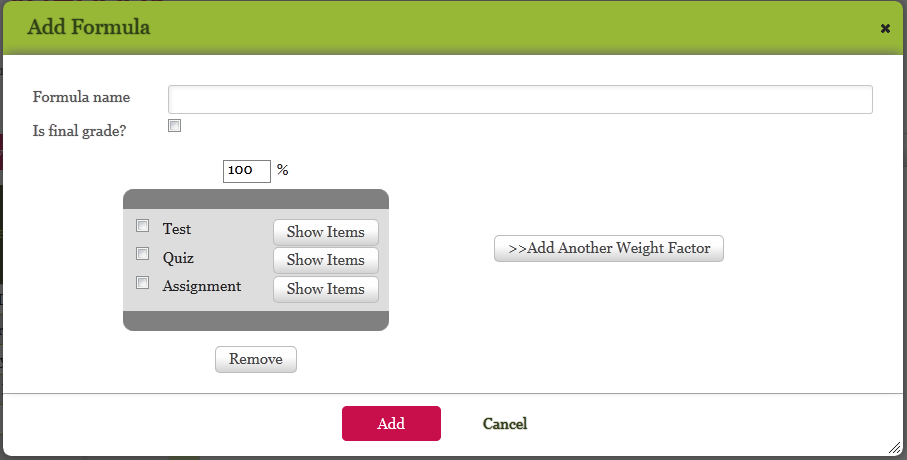 Add Formula
Formula name
Is final grade?
100 %
Test Show Items
Quiz Show Items
Assignment Show Items
>>Add Another Weight Factor
Remove
Add Cancel